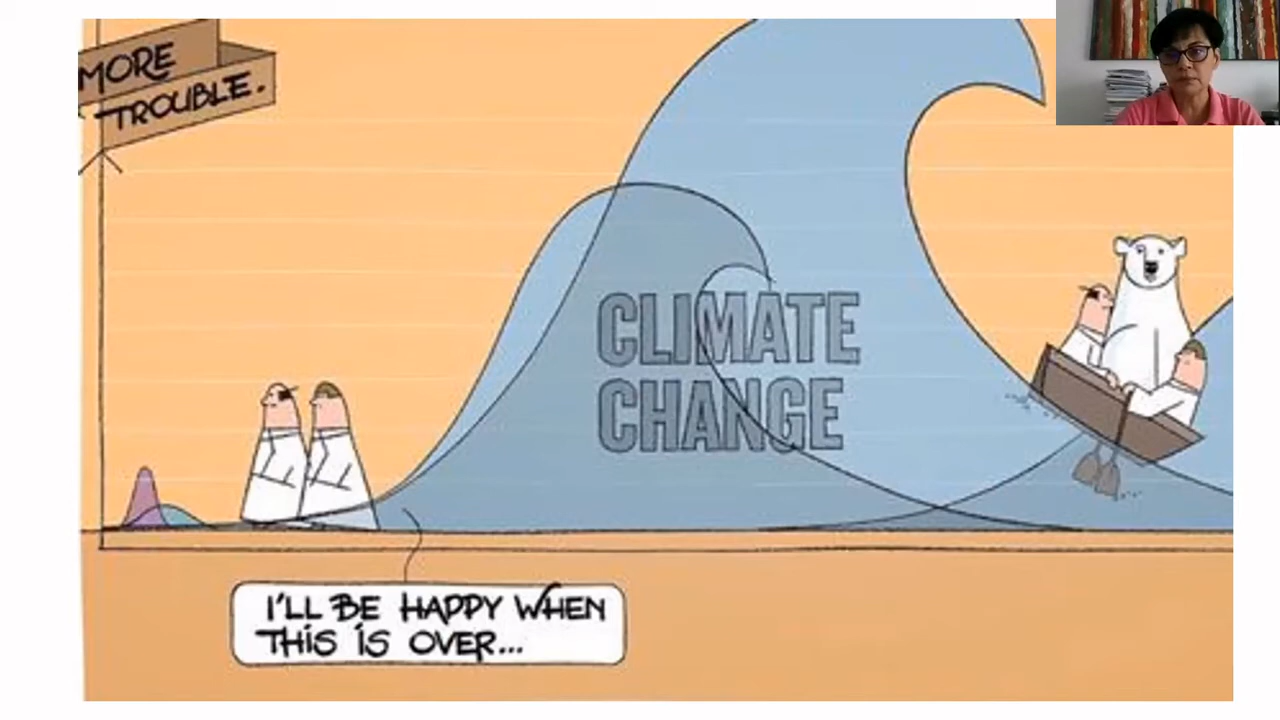 MORE
TROUBLE.
CLIMATE
CHANGE
I'LL BE HAPPY WHEN
THIS IS OVER...